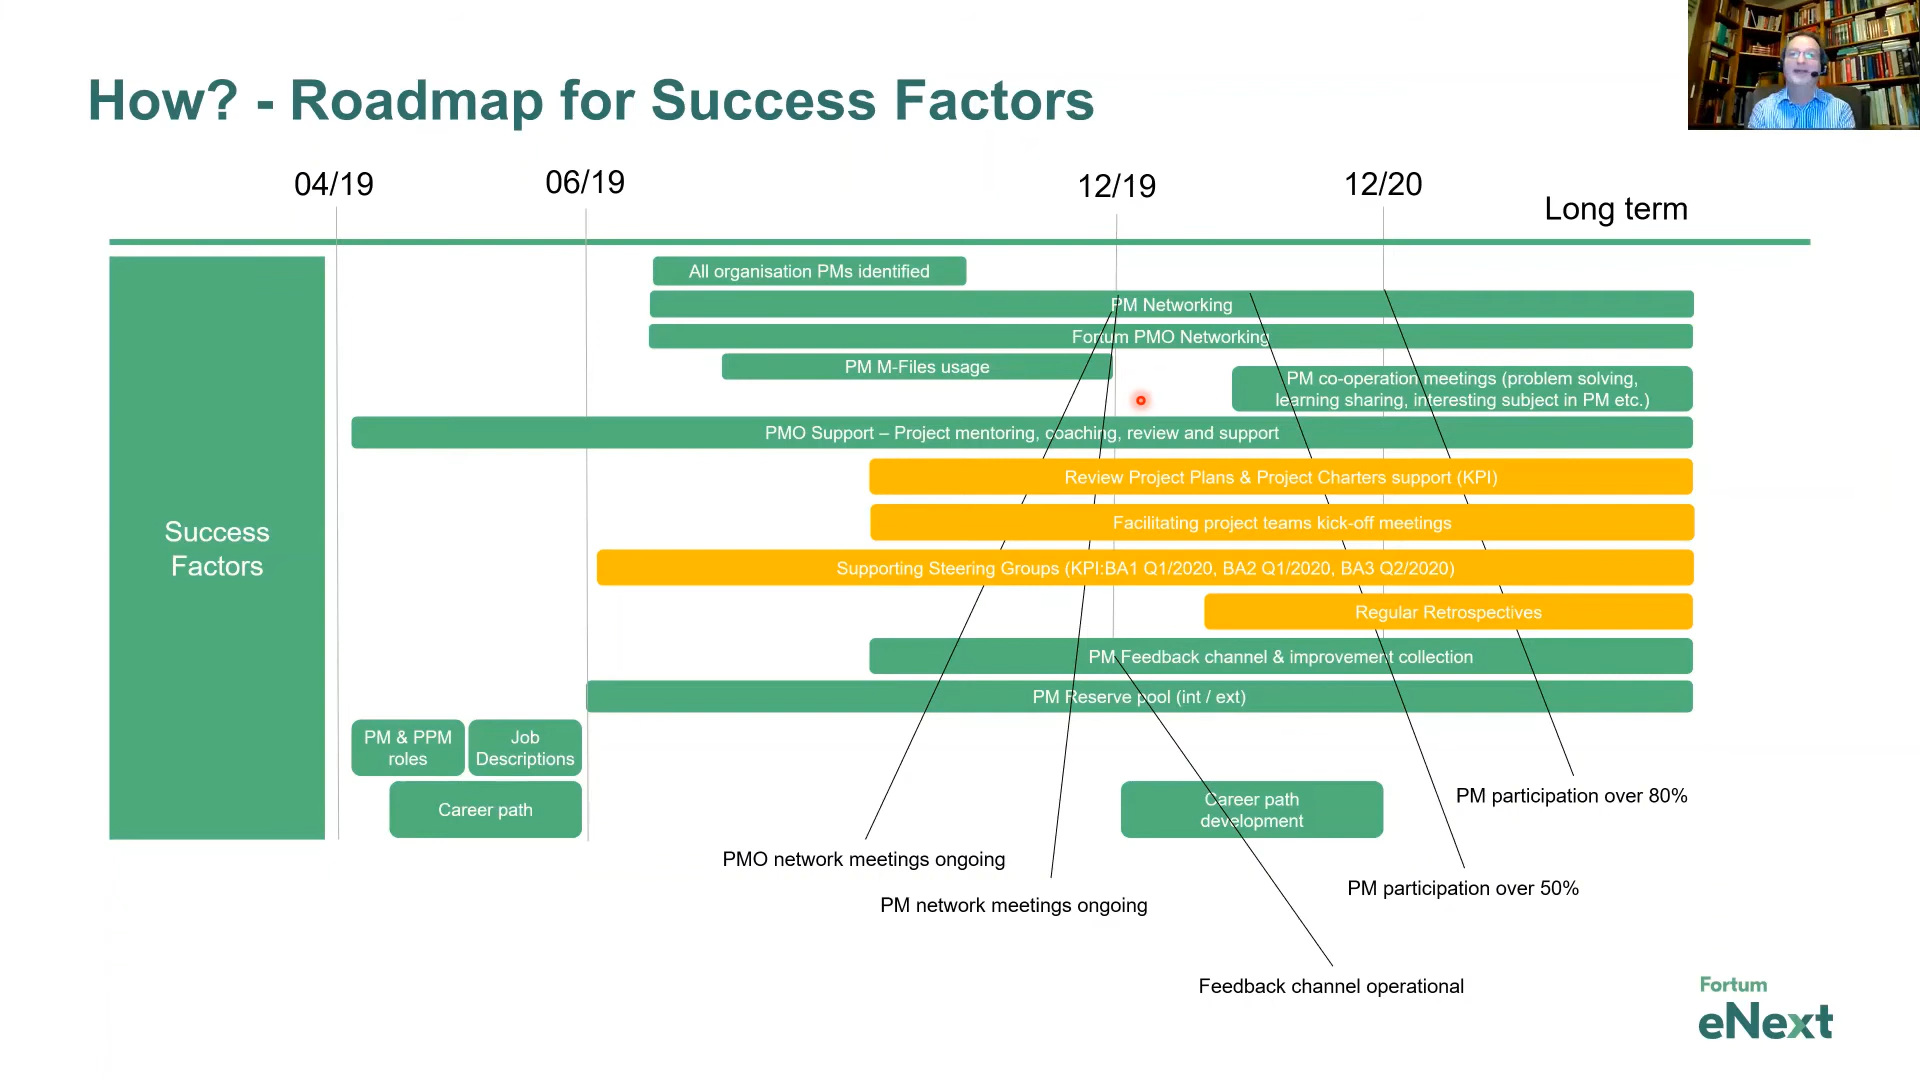 How? - Roadmap for Success Factors
04/19
06/19
12/19
12/20
Long term
Success
Factors
All organisation PMs identified
PM Networking
Fortum PMO Networking
PM M-Files usage
PM co-operation meetings (problem solving,
learning sharing, interesting subject in PM etc.)
PMO Support – Project mentoring, coaching, review and support
Review Project Plans & Project Charters support (KPI)
Facilitating project teams kick-off meetings
Supporting Steering Groups (KPI:BA1 Q1/2020, BA2 Q1/2020, BA3 Q2/2020)
Regular Retrospectives
PM Feedback channel & improvement collection
PM Reserve pool (int / ext)
PM & PPM
roles
Job
Descriptions
Career path
Career path
development
PM participation over 80%
PMO network meetings ongoing
PM participation over 50%
PM network meetings ongoing
Feedback channel operational
Fortum
eNext